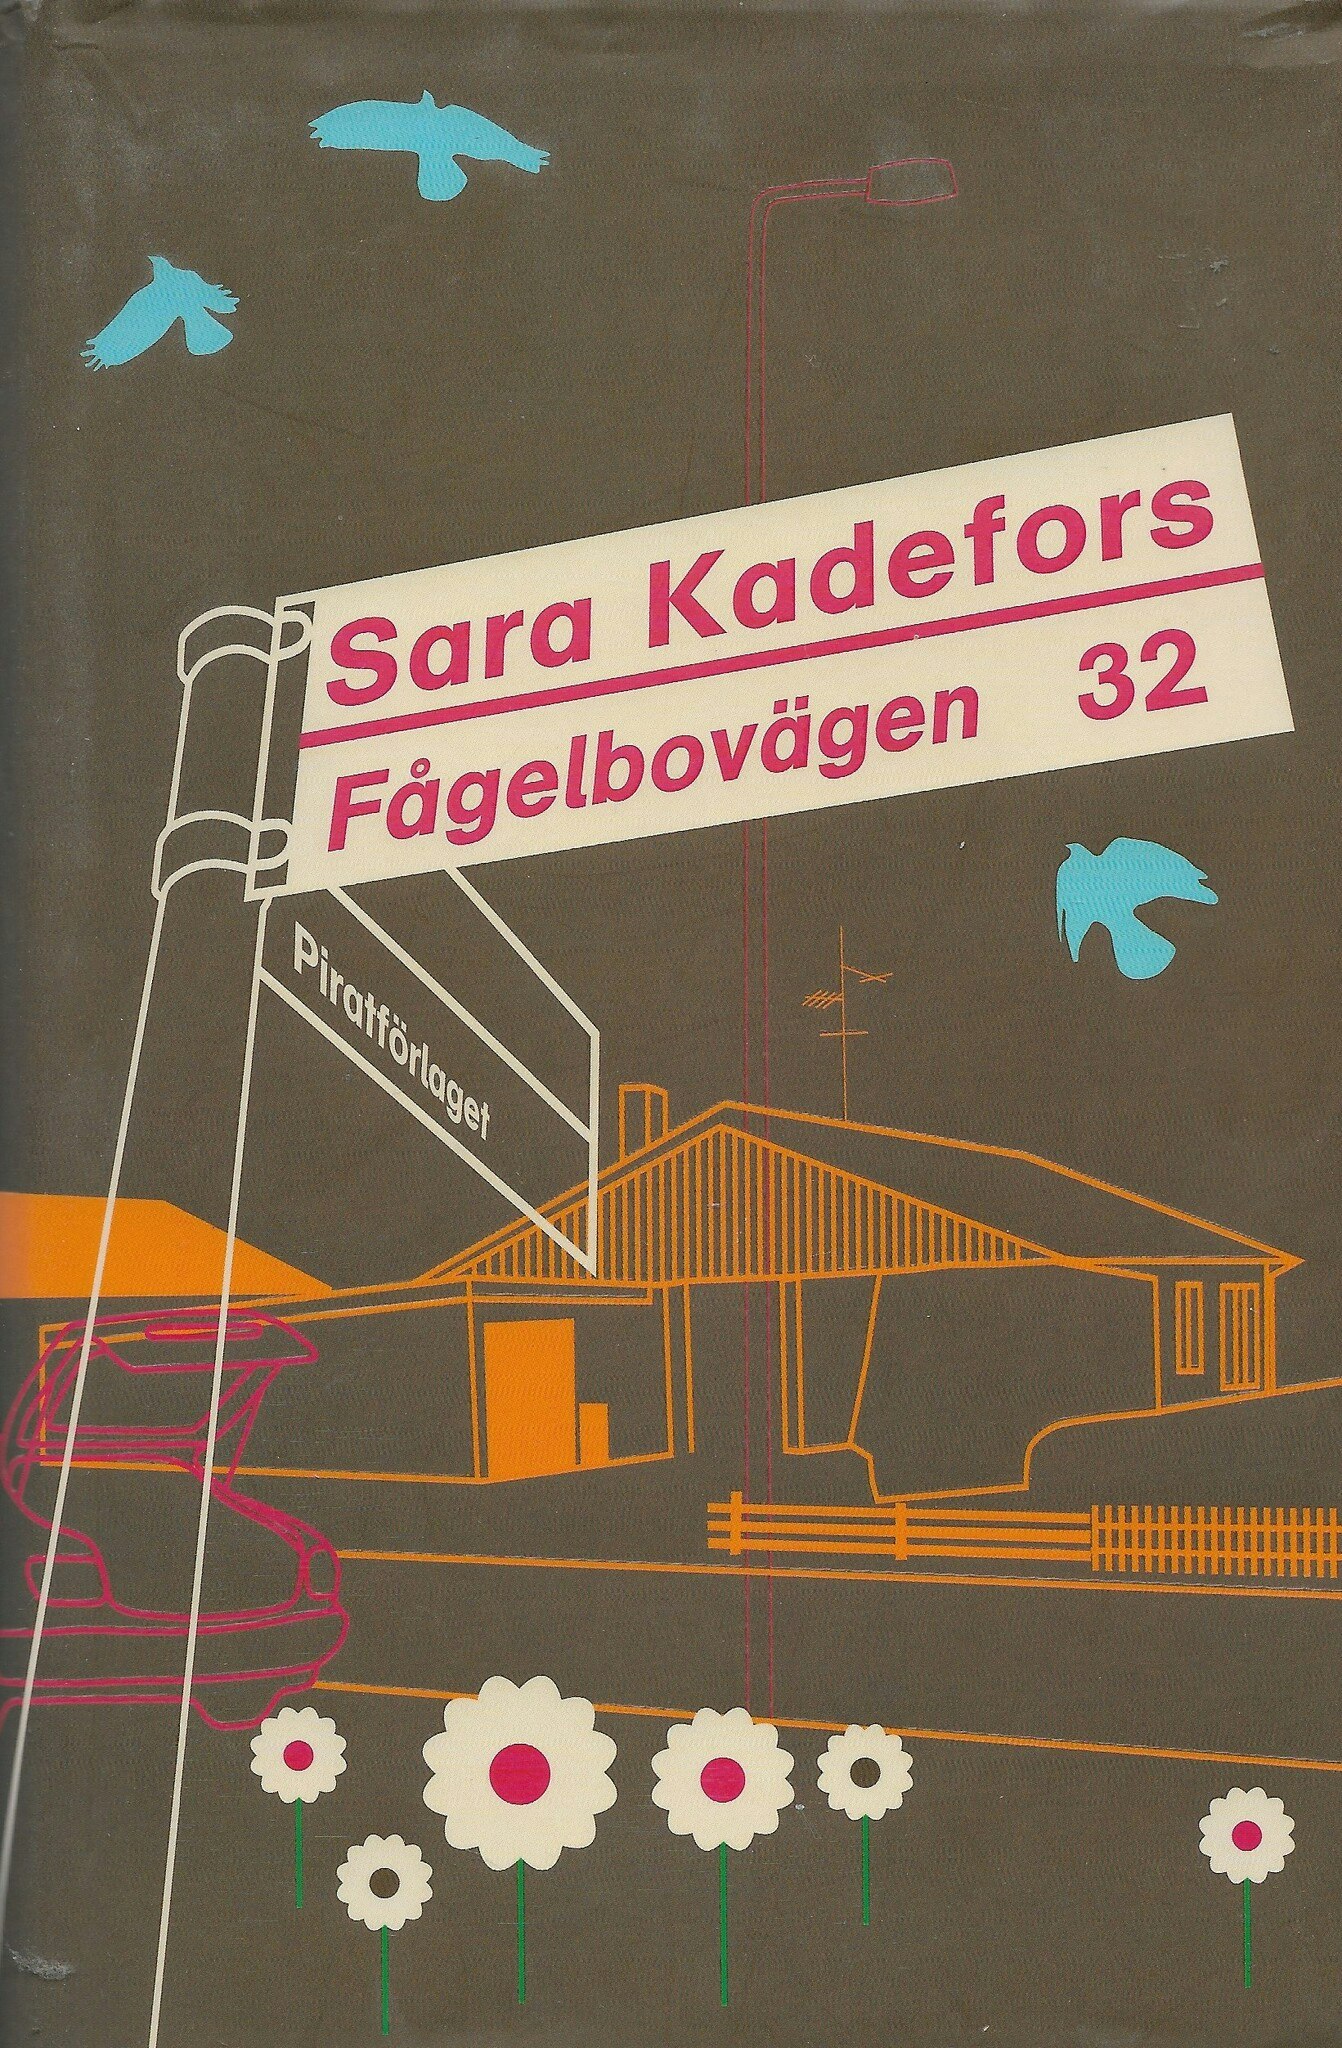 Sara Kadefors
Fågelbovägen 32
Piratförlaget